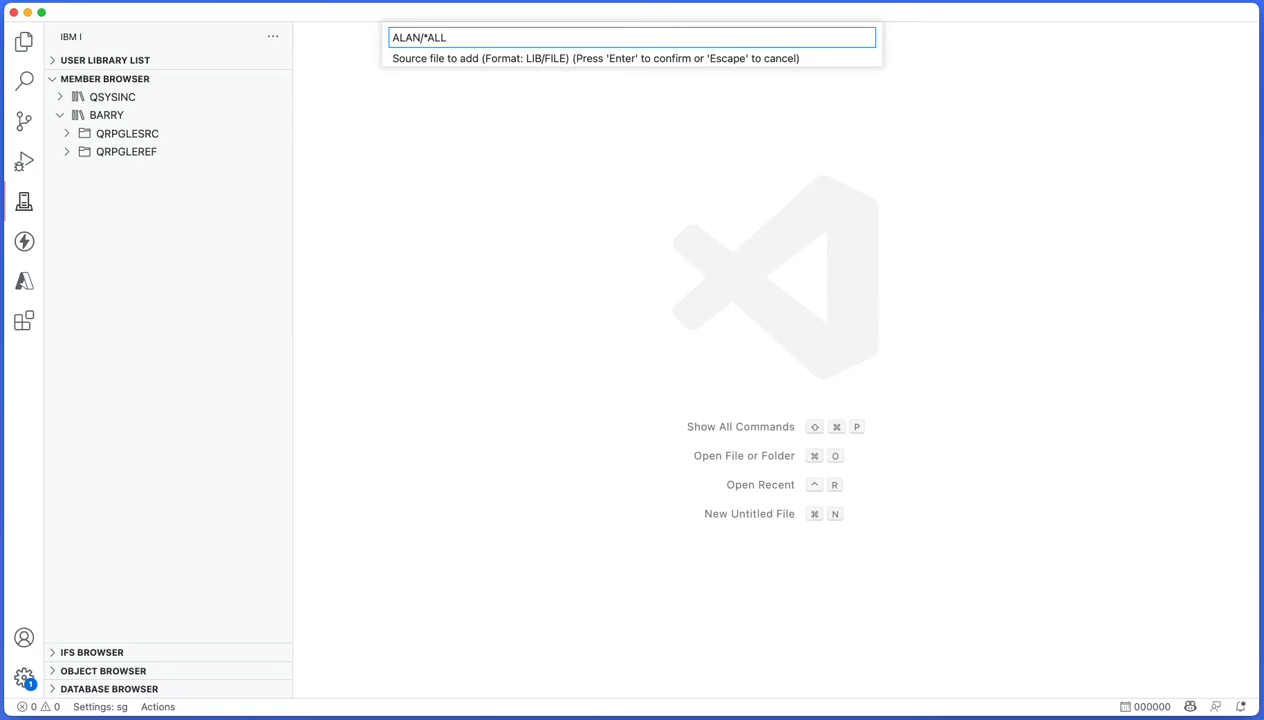 IBM I
ALAN/*ALL
Source file to add (Format: LIB/FILE) (Press 'Enter' to confirm or 'Escape' to cancel)
USER LIBRARY LIST
MEMBER BROWSER
QSYSINC
BARRY
QRPGLESRC
QRPGLEREF
Show All Commands ⇧ ⌘ P
Open File or Folder ⌘ O
Open Recent ^ R
New Untitled File ⌘ N
IFS BROWSER
OBJECT BROWSER
DATABASE BROWSER
1
0 0 Settings: sg Actions 000000